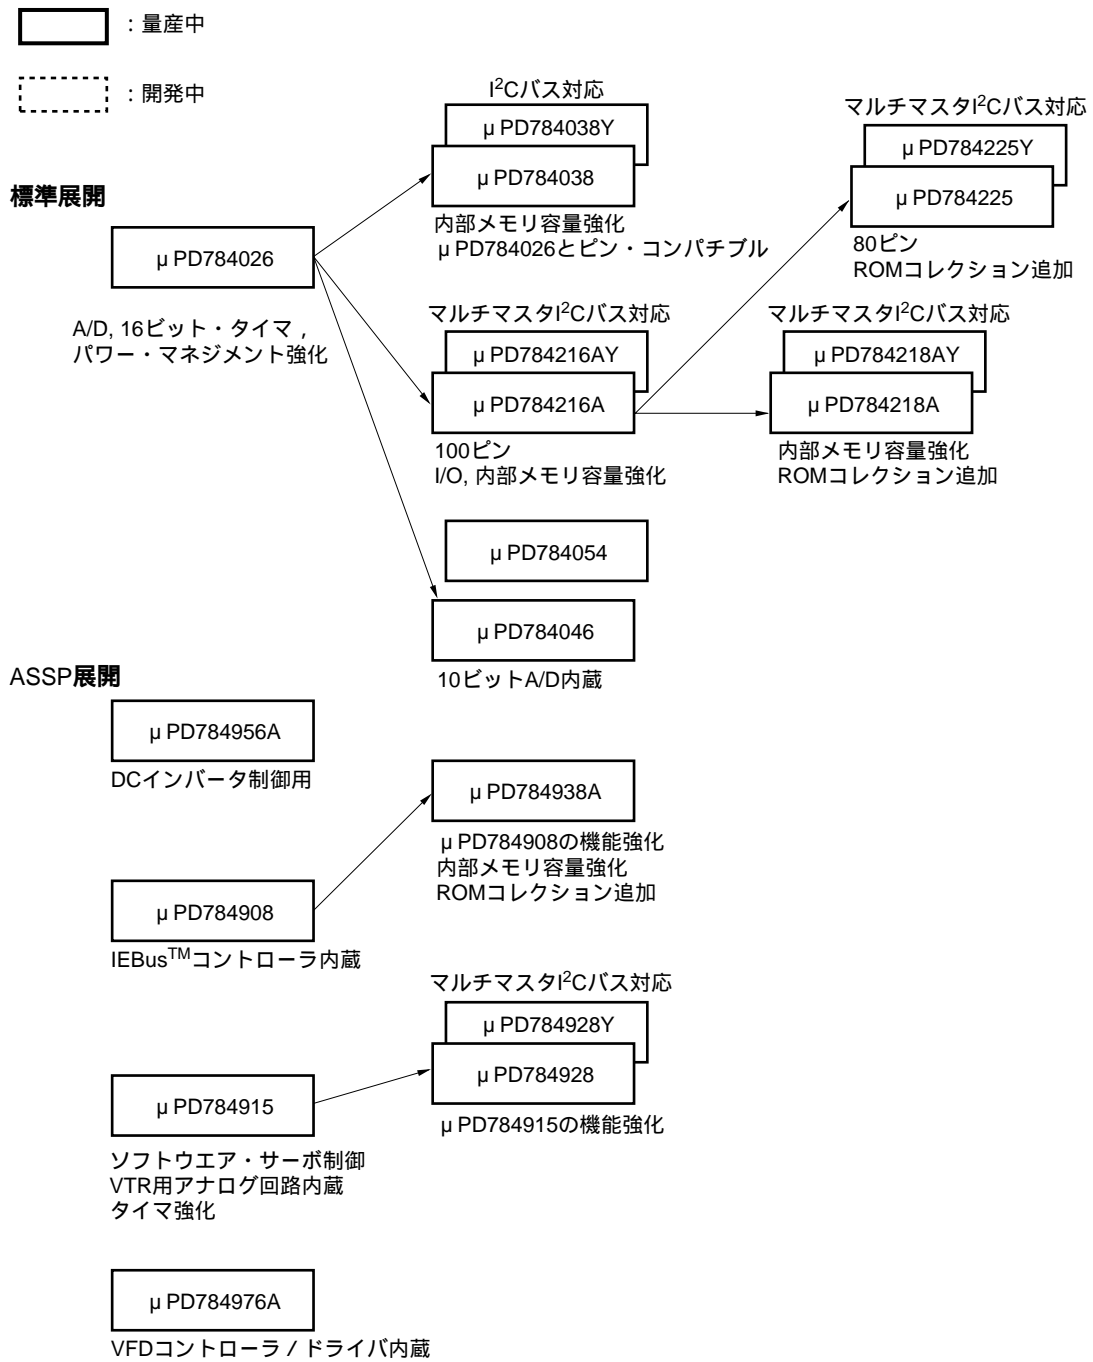 ：量産中
：開発中
I²Cバス対応
μPD784038Y
μPD784038
内部メモリ容量強化
μPD784026とピン・コンパチブル
マルチマスタI²Cバス対応
μPD784225Y
μPD784225
80ピン
ROMコレクション追加
標準展開
μPD784026
A/D, 16ビット・タイマ，
パワー・マネジメント強化
マルチマスタI²Cバス対応
μPD784216AY
μPD784216A
100ピン
I/O, 内部メモリ容量強化
マルチマスタI²Cバス対応
μPD784218AY
μPD784218A
内部メモリ容量強化
ROMコレクション追加
μPD784054
μPD784046
10ビットA/D内蔵
ASSP展開
μPD784956A
DCインバータ制御用
μPD784938A
μPD784908の機能強化
内部メモリ容量強化
ROMコレクション追加
μPD784908
IEBus™コントローラ内蔵
マルチマスタI²Cバス対応
μPD784928Y
μPD784928
μPD784915の機能強化
μPD784915
ソフトウエア・サーボ制御
VTR用アナログ回路内蔵
タイマ強化
μPD784976A
VFDコントローラ／ドライバ内蔵